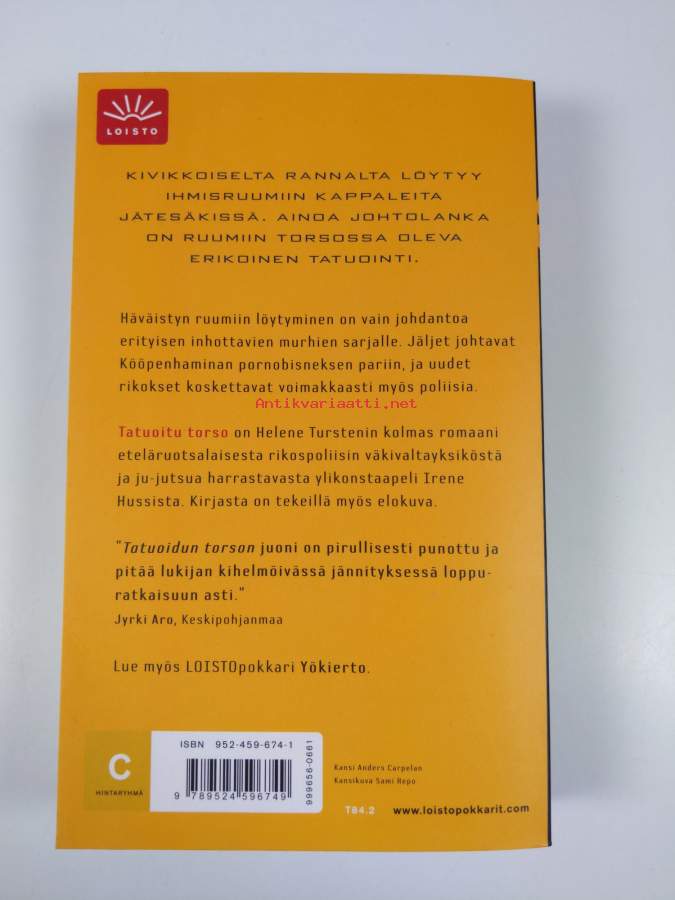 LOISTO
KIVIKKOISELTA RANNALTA LÖYTYY
IHMISRUUMIIN KAPPALEITA
JÄTESÄKISSÄ. AINOA JOHTOLANKA
ON RUUMIIN TORSOSSA OLEVA
ERIKOINEN TATUOINTI.
Häväistyn ruumiin löytyminen on vain johdantoa
erityisen inhottavien murhien sarjalle. Jäljet johtavat
Kööpenhaminan pornobisneksen pariin, ja uudet
rikokset koskettavat voimakkaasti myös poliisia.
Antikvariaatti.net
Tatuoitu torso on Helene Turstenin kolmas romaani
eteläruotsalaisesta rikospoliisin väkivaltayksiköstä
ja ju-jutsua harrastavasta ylikonstaapeli Irene
Hussista. Kirjasta on tekeillä myös elokuva.
"Tatuoidun torson juoni on pirullisesti punottu ja
pitää lukijan kihelmöivässä jännityksessä loppu-
ratkaisuun asti."
Jyrki Aro, Keskipohjanmaa
Lue myös LOISTOpokkari Yökierto.
C
HINTARYHMÄ
ISBN 952-459-674-1
9 789524 596749
999656-0661
Kansi Anders Carpelan
Kansikuva Sami Repo
T84.2 www.loistopokkarit.com